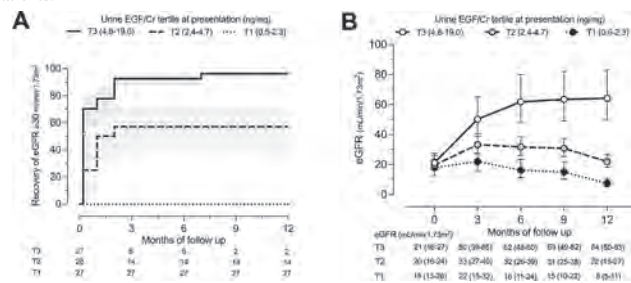 A
Urine EGF/Cr tertile at presentation (ng/mg)
T3 (4,8-19,0) T2 (2,4-4,7) T1 (0,5-2,3)
Recovery of eGFR ≥30 ml/min/1,73m²
100
80
60
40
20
0
0 3 6 9 12
Months of follow up
T3 27 6 5 2 2
T2 28 14 14 14 14
T1 27 27 27 27 27
B
Urine EGF/Cr tertile at presentation (ng/mg)
T3 (4,8-19,0) T2 (2,4-4,7) T1 (0,5-2,3)
eGFR (mL/min/1,73m²)
100
80
60
40
20
0
0 3 6 9 12
Months of follow up
eGFR (mL/min/1,73m²)
T3 21 (16-27) 50 (39-65) 62 (48-80) 63 (49-82) 64 (50-83)
T2 20 (16-24) 33 (27-40) 32 (26-39) 31 (25-38) 22 (18-27)
T1 18 (13-26) 22 (15-32) 16 (11-24) 15 (10-22) 8 (5-11)